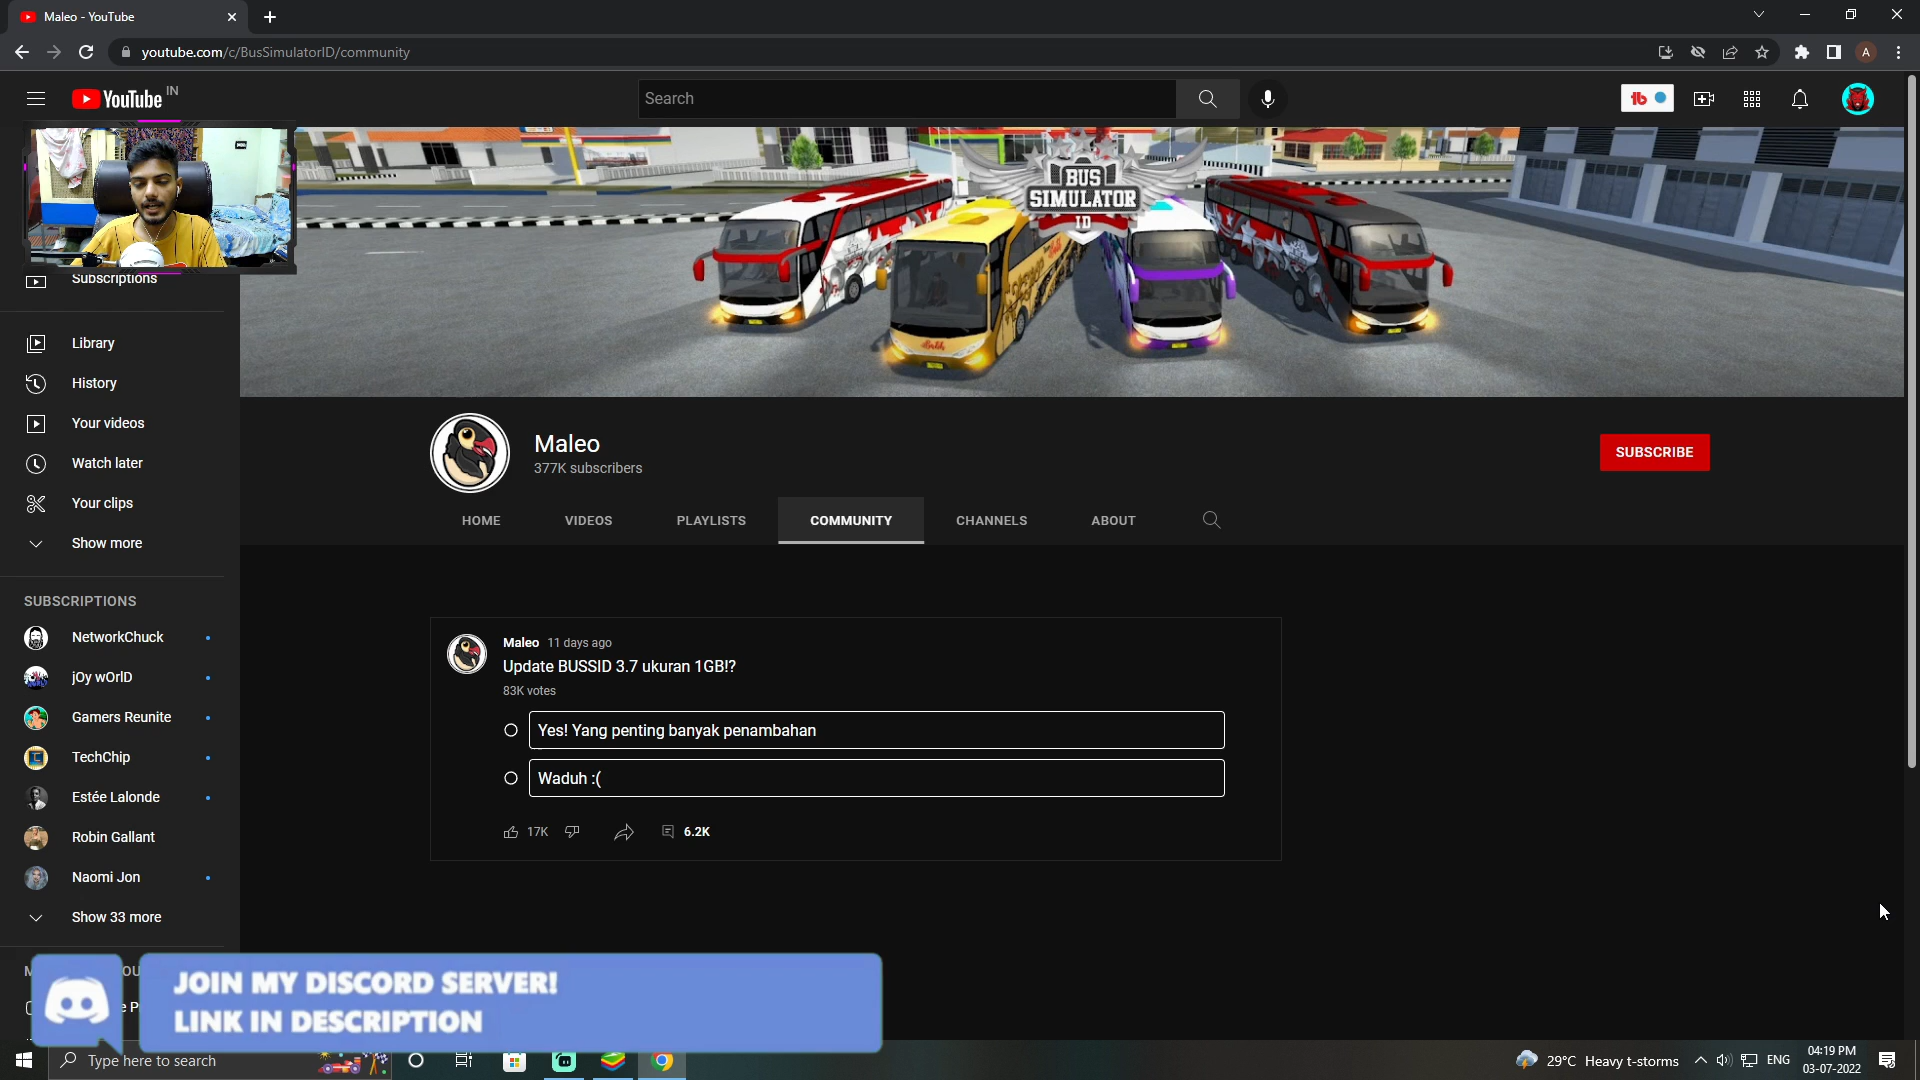 Maleo - YouTube
youtube.com/c/BusSimulatorID/community
YouTube IN
Search
A
BUS
SIMULATOR
ID
Subscriptions
Library
History
Your videos
Watch later
Your clips
Show more
SUBSCRIPTIONS
NetworkChuck
jOy wOrlD
Gamers Reunite
TechChip
Estée Lalonde
Robin Gallant
Naomi Jon
Show 33 more
Maleo
377K subscribers
SUBSCRIBE
HOME
VIDEOS
PLAYLISTS
COMMUNITY
CHANNELS
ABOUT
Maleo 11 days ago
Update BUSSID 3.7 ukuran 1GB!?
83K votes
Yes! Yang penting banyak penambahan
Waduh :(
17K
6.2K
JOIN MY DISCORD SERVER!
LINK IN DESCRIPTION
Type here to search
29°C Heavy t-storms
ENG
04:19 PM
03-07-2022